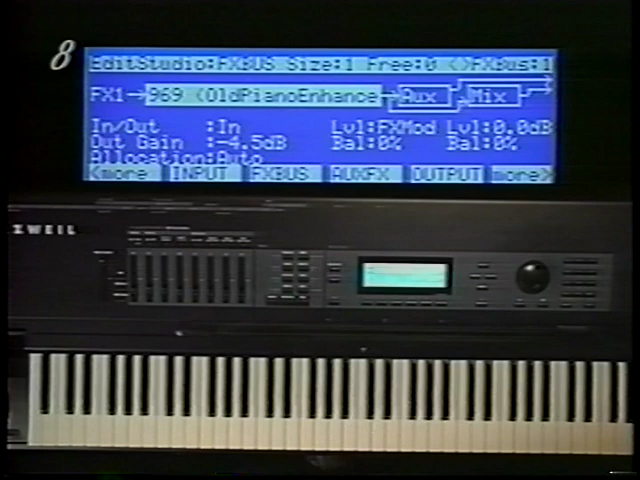 8
EditStudio:FXBUS Size:1 Free:0 <>FXBus:1
FX1 969 (OldPianoEnhance Aux Mix
In/Out :In Lvl:FXMod Lvl:0.0dB
Out Gain :-4.5dB Bal:0% Bal:0%
Allocation:Auto
<more INPUT FXBUS AUXFX OUTPUT more>
ZWEIL